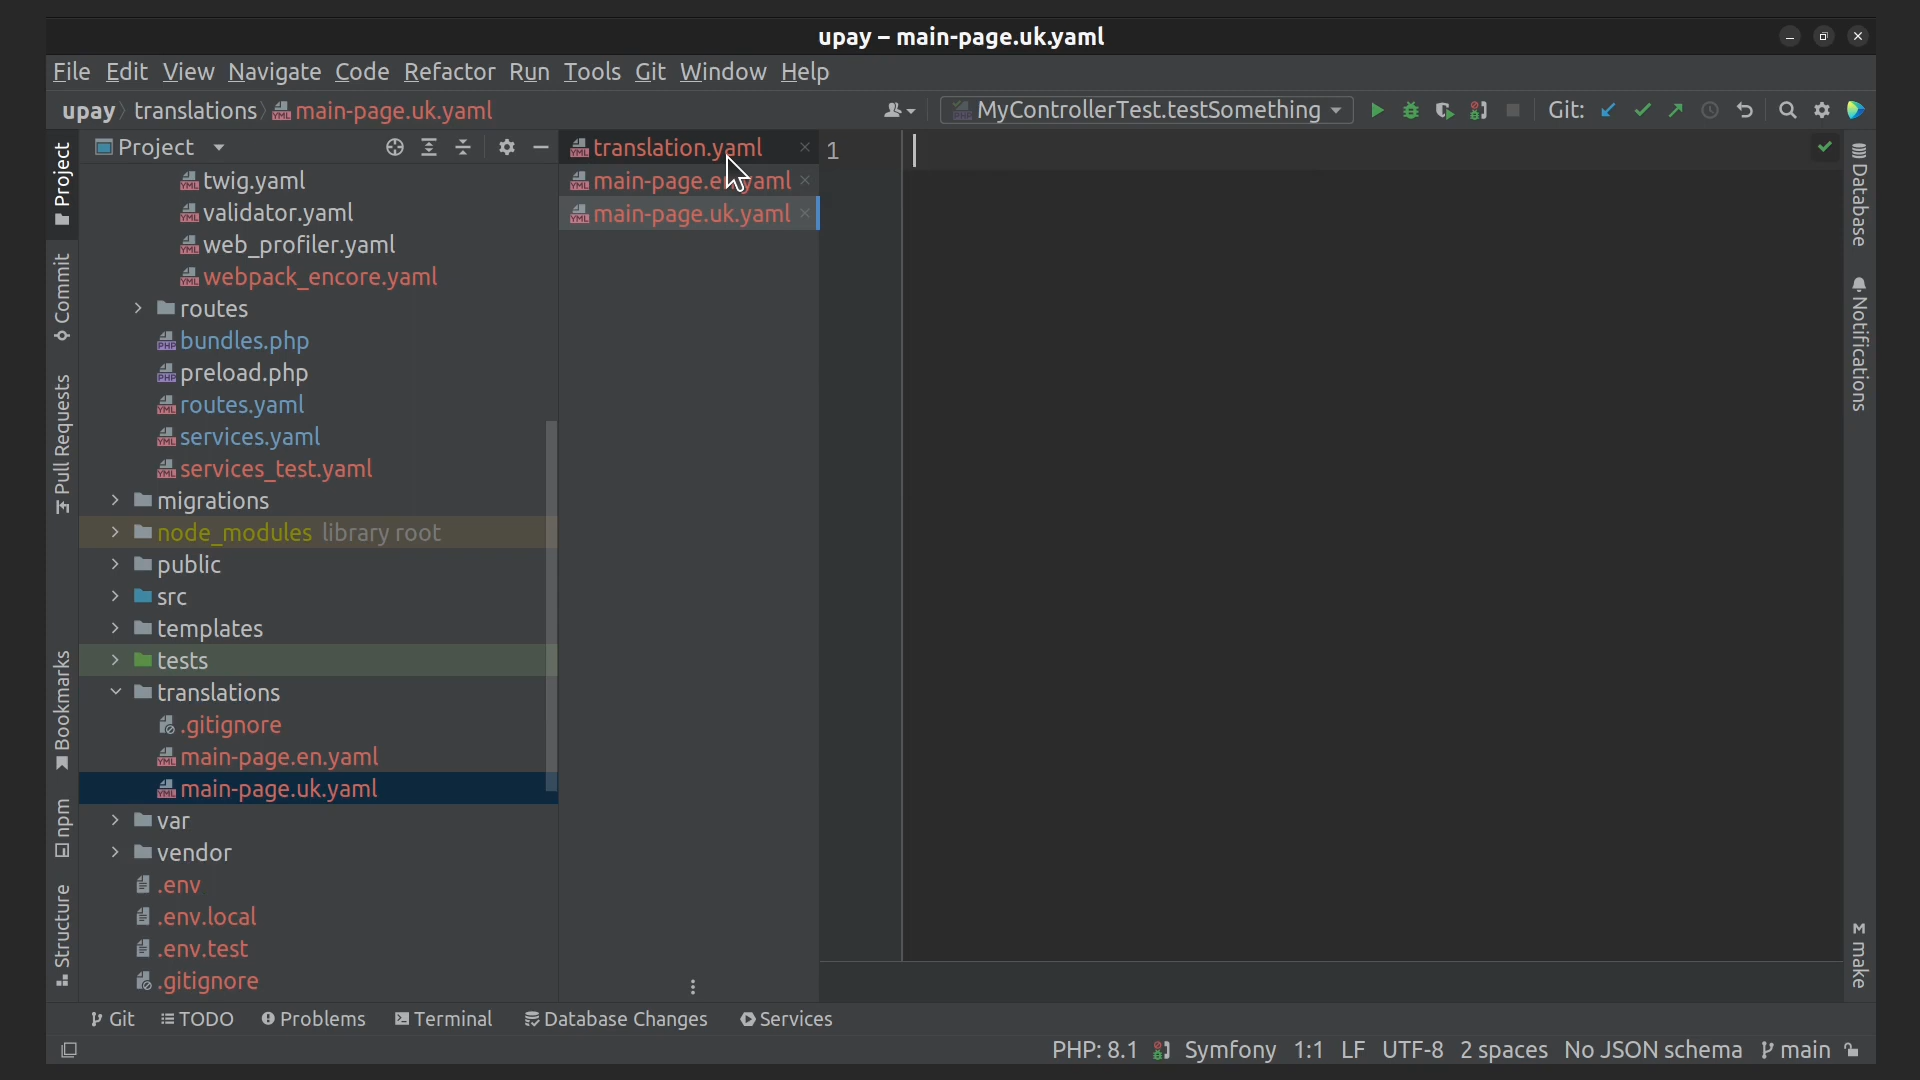 upay – main-page.uk.yaml
File Edit View Navigate Code Refactor Run Tools Git Window Help
upay translations main-page.uk.yaml
MyControllerTest.testSomething
Git:
Project
twig.yaml
validator.yaml
web_profiler.yaml
webpack_encore.yaml
routes
bundles.php
preload.php
routes.yaml
services.yaml
services_test.yaml
migrations
node_modules library root
public
src
templates
tests
translations
.gitignore
main-page.en.yaml
main-page.uk.yaml
var
vendor
.env
.env.local
.env.test
.gitignore
translation.yaml
main-page.en.yaml
main-page.uk.yaml
1
Project
Commit
Pull Requests
Bookmarks
npm
Structure
Database
Notifications
M make
Git TODO Problems Terminal Database Changes Services
PHP: 8.1 Symfony 1:1 LF UTF-8 2 spaces No JSON schema main